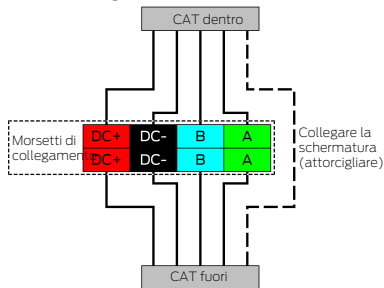 CAT dentro
Morsetti di
collegamento
DC+ DC- B A
DC+ DC- B A
Collegare la
schermatura
(attorcigliare)
CAT fuori